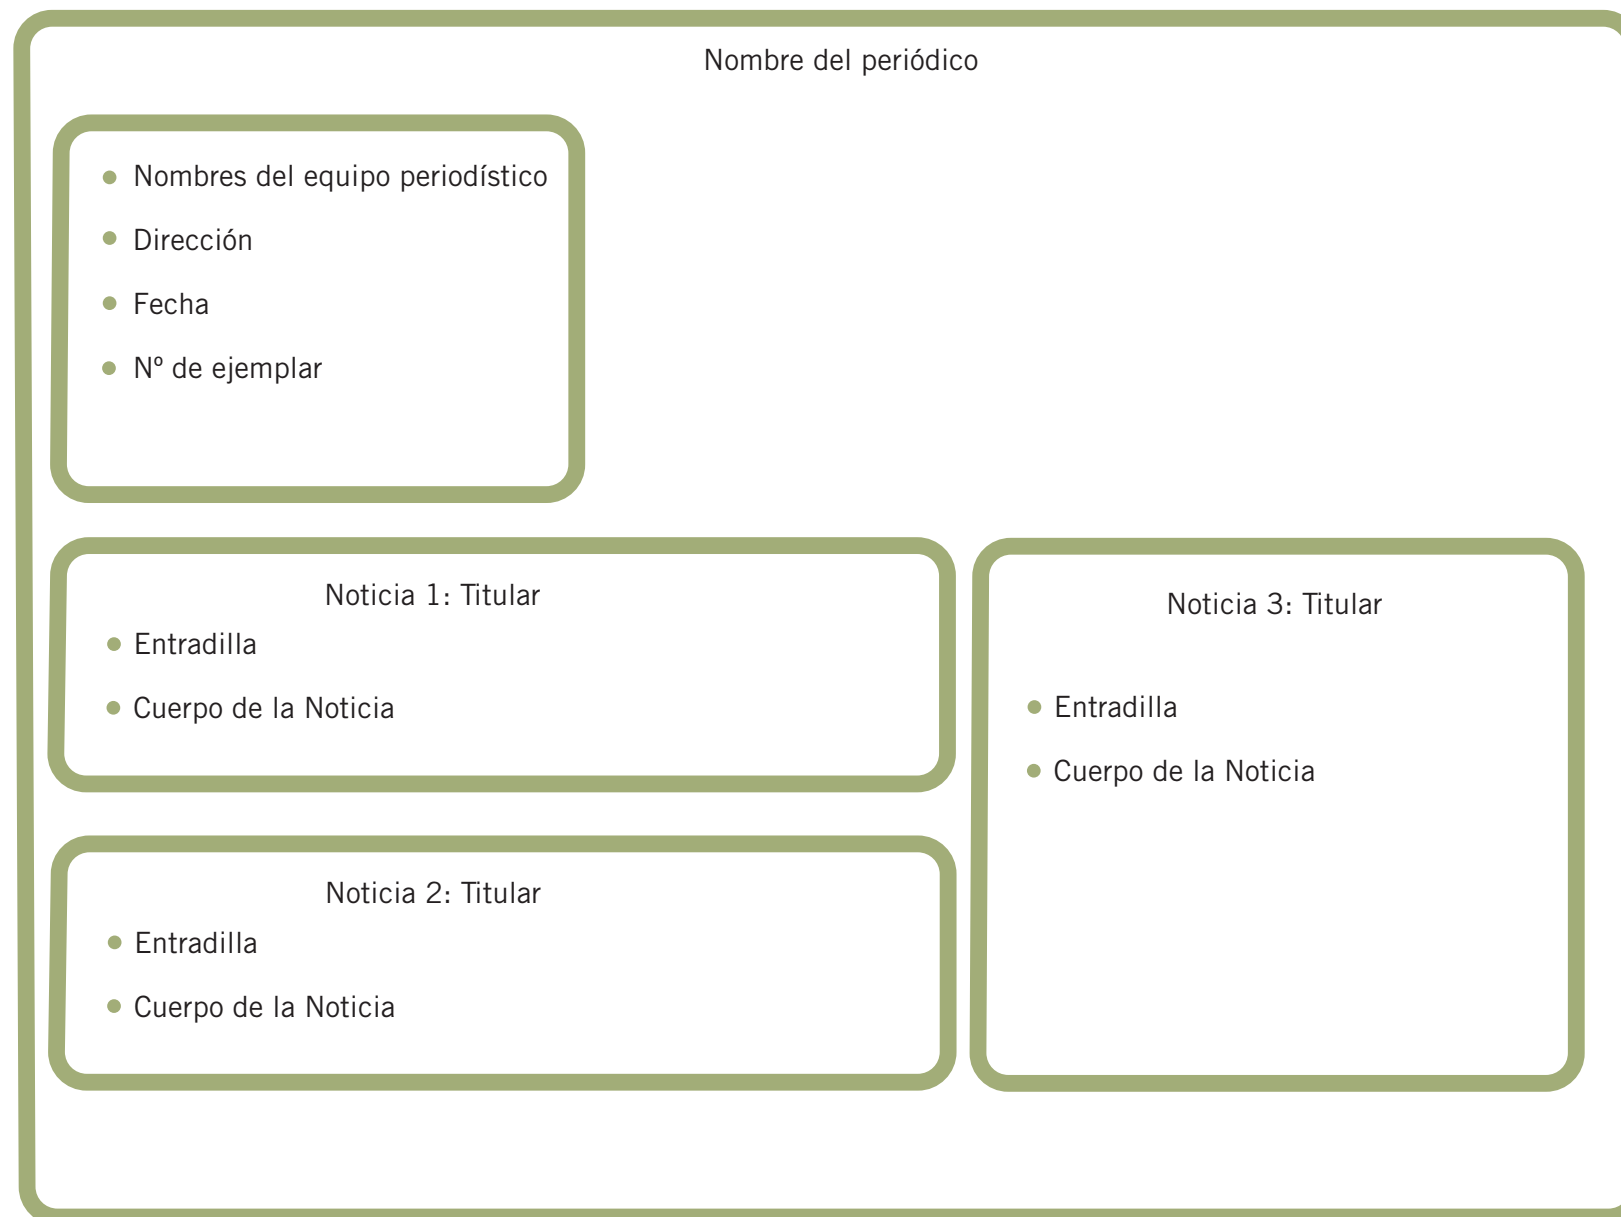 Nombre del periódico
Nombres del equipo periodístico
Dirección
Fecha
Nº de ejemplar
Noticia 1: Titular
Entradilla
Cuerpo de la Noticia
Noticia 2: Titular
Entradilla
Cuerpo de la Noticia
Noticia 3: Titular
Entradilla
Cuerpo de la Noticia